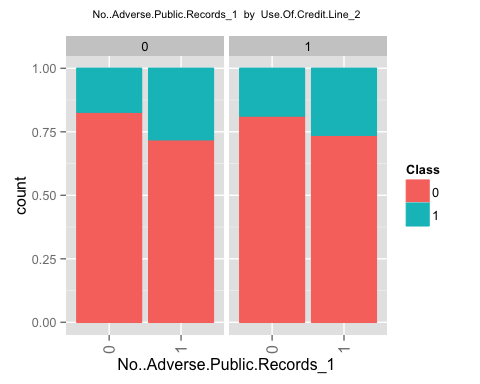 No..Adverse.Public.Records_1 by Use.Of.Credit.Line_2
0 1
1.00
0.75
0.50
0.25
0.00
count
0 1 0 1
No..Adverse.Public.Records_1
Class
0
1